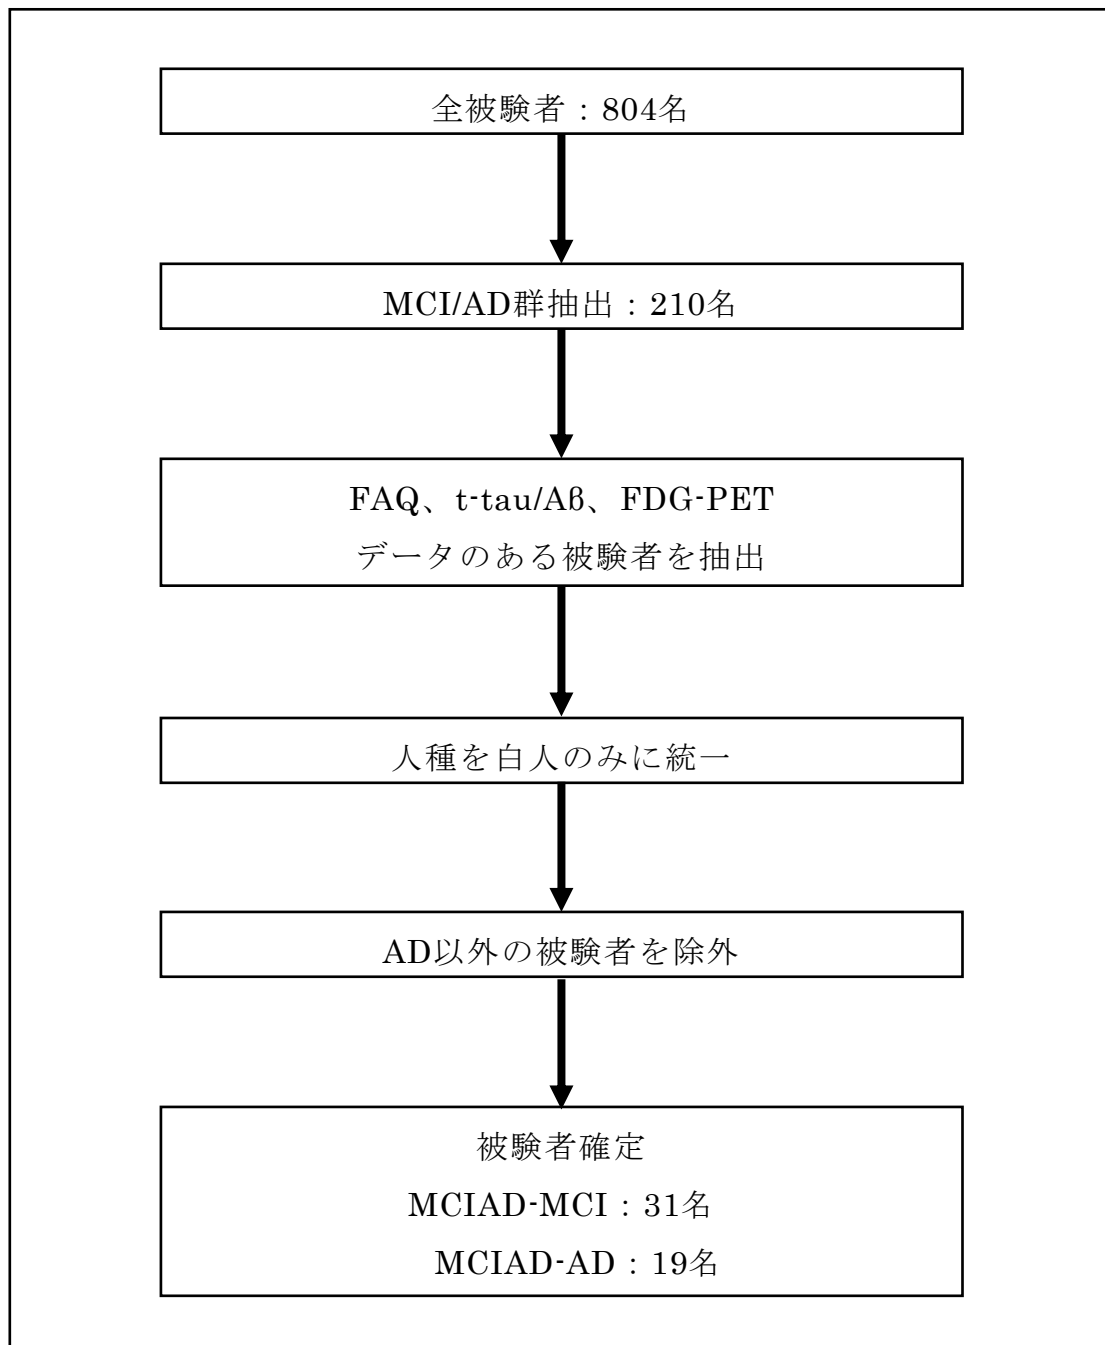 全被験者：804名
MCI/AD群抽出：210名
FAQ、t-tau/Aβ、FDG-PET
データのある被験者を抽出
人種を白人のみに統一
AD以外の被験者を除外
被験者確定
MCIAD-MCI：31名
MCIAD-AD：19名